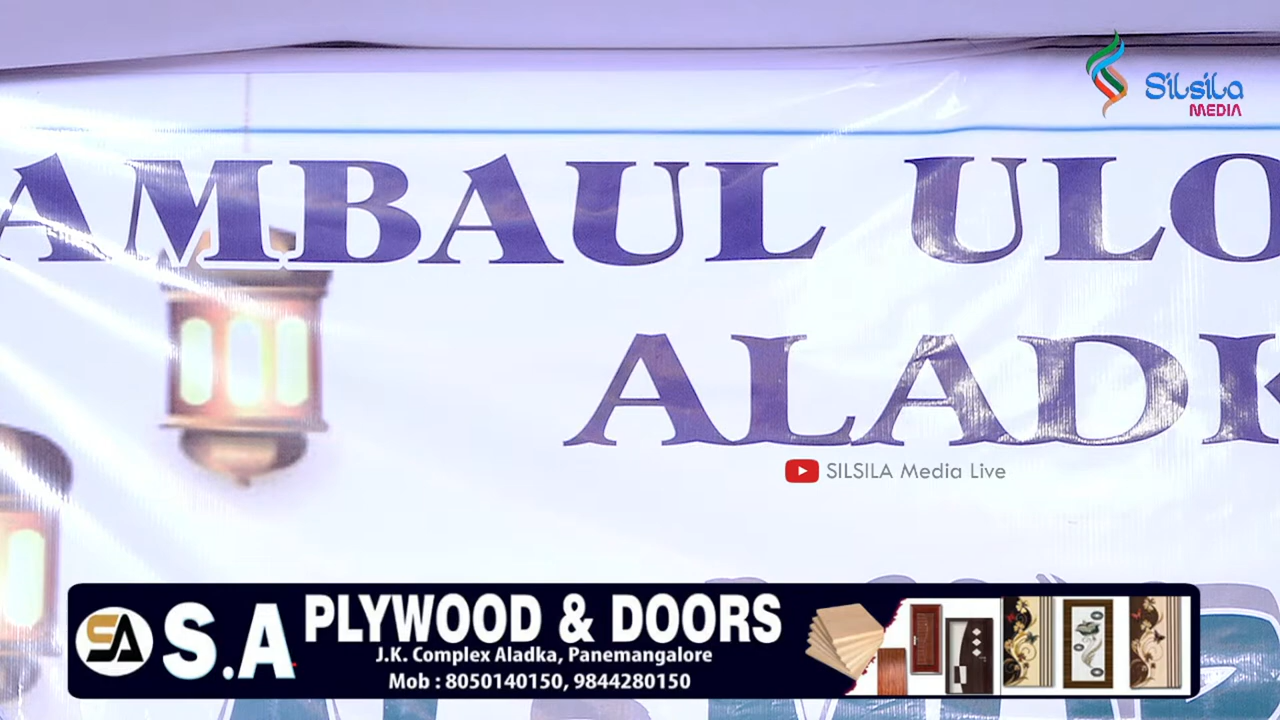 Silsila
MEDIA
AMBAUL ULO
ALADK
SILSILA Media Live
SA S.A PLYWOOD & DOORS
J.K. Complex Aladka, Panemangalore
Mob : 8050140150, 9844280150